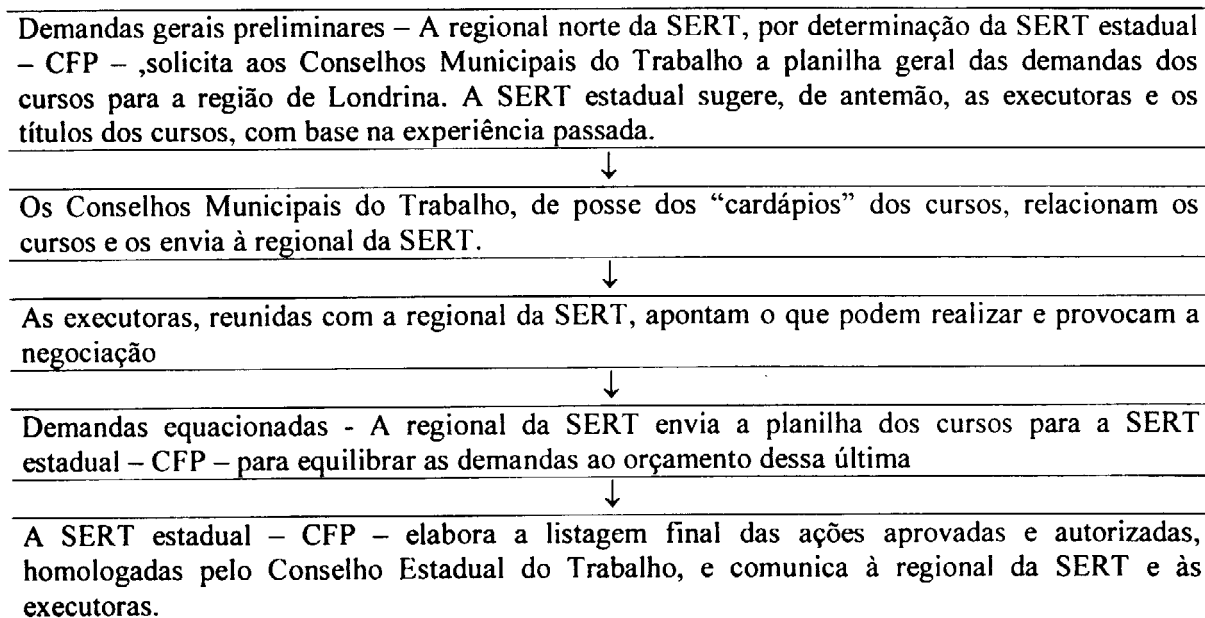 Demandas gerais preliminares – A regional norte da SERT, por determinação da SERT estadual
– CFP – ,solicita aos Conselhos Municipais do Trabalho a planilha geral das demandas dos
cursos para a região de Londrina. A SERT estadual sugere, de antemão, as executoras e os
títulos dos cursos, com base na experiência passada.
↓
Os Conselhos Municipais do Trabalho, de posse dos “cardápios” dos cursos, relacionam os
cursos e os envia à regional da SERT.
↓
As executoras, reunidas com a regional da SERT, apontam o que podem realizar e provocam a
negociação
↓
Demandas equacionadas - A regional da SERT envia a planilha dos cursos para a SERT
estadual – CFP – para equilibrar as demandas ao orçamento dessa última
↓
A SERT estadual – CFP – elabora a listagem final das ações aprovadas e autorizadas,
homologadas pelo Conselho Estadual do Trabalho, e comunica à regional da SERT e às
executoras.